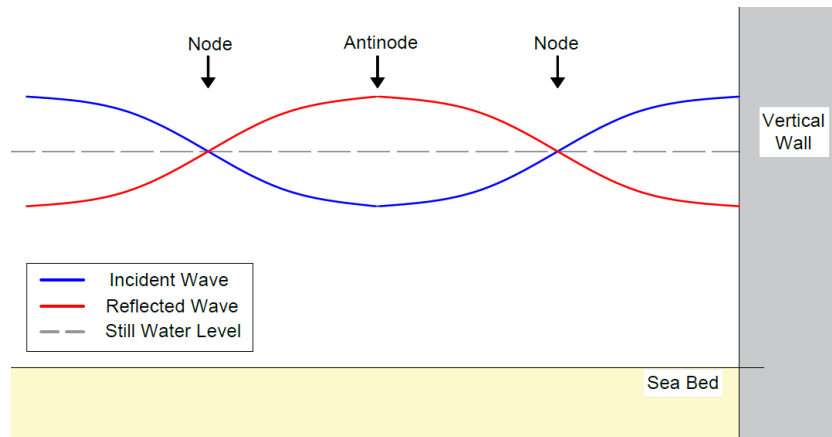 Node
Antinode
Node
Vertical
Wall
Incident Wave
Reflected Wave
Still Water Level
Sea Bed